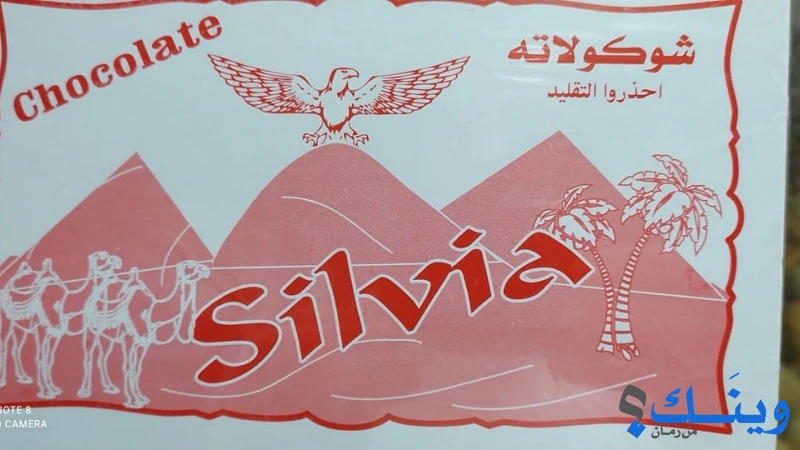 Chocolate
شوكولاته
احذروا التقليد
Silvia
NOTE 8
CAMERA
وينك؟
من زمان